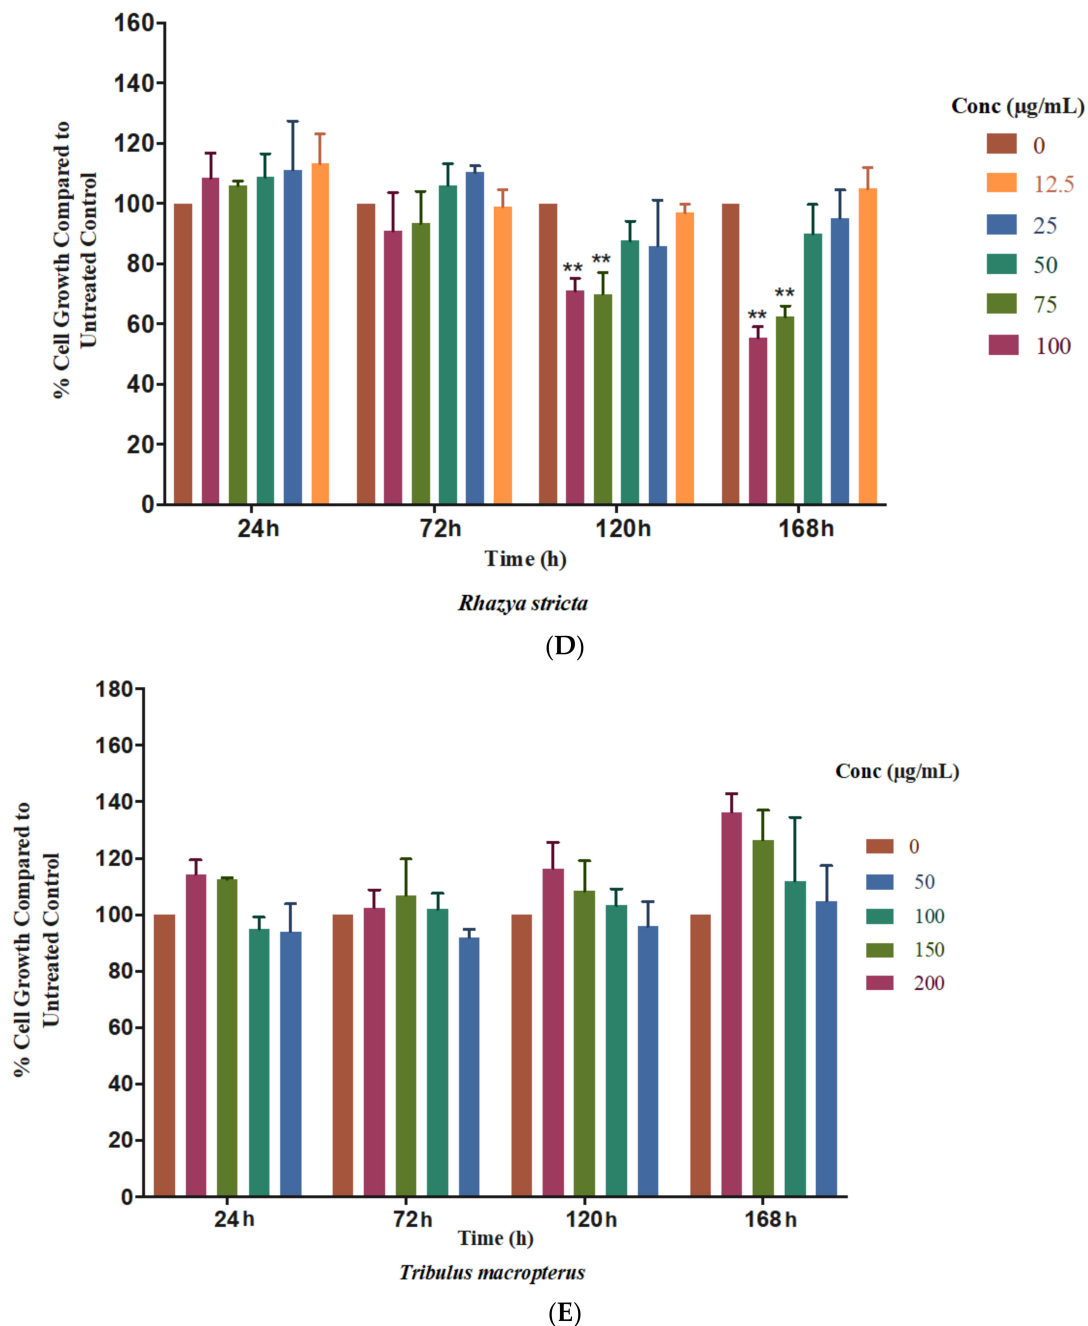 160
140
120
100
80
60
40
20
0
% Cell Growth Compared to
Untreated Control
** ** ** **
24h 72h 120h 168h
Time (h)
Rhazya stricta
(D)
Conc (µg/mL)
0
12.5
25
50
75
100
180
160
140
120
100
80
60
40
20
0
% Cell Growth Compared to
Untreated Control
24h 72h 120h 168h
Time (h)
Tribulus macropterus
(E)
Conc (µg/mL)
0
50
100
150
200